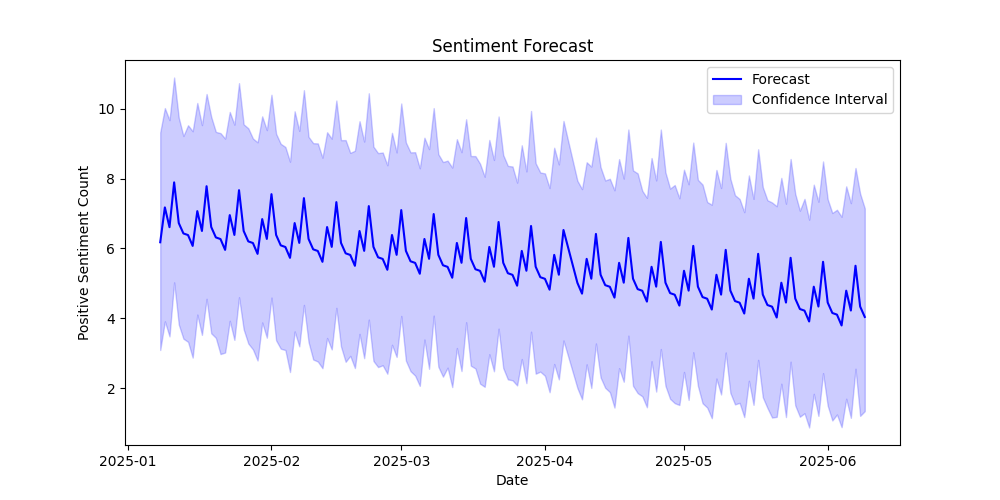 Sentiment Forecast
Forecast
Confidence Interval
Positive Sentiment Count
10
8
6
4
2
2025-01 2025-02 2025-03 2025-04 2025-05 2025-06
Date